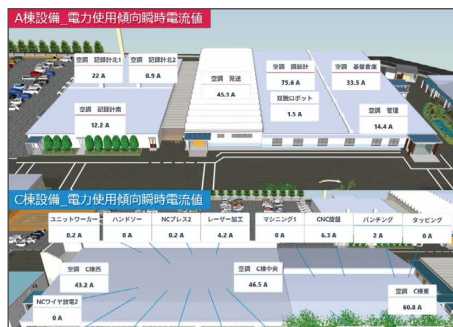 A棟設備_電力使用傾向瞬時電流値
空調 記録計北1
22 A
空調 記録計北2
0.9 A
空調 記録計南
12.2 A
空調 発送
45.1 A
空調 調節計
73.6 A
双腕ロボット
1.5 A
空調 基板倉庫
33.5 A
空調 管理
14.4 A
C棟設備_電力使用傾向瞬時電流値
ユニットワーカー
0.2 A
ハンドソー
0 A
NCプレス2
0.2 A
レーザー加工
4.2 A
マシニング1
0 A
CNC旋盤
6.3 A
パンチング
2 A
タッピング
0 A
空調 C棟西
43.2 A
空調 C棟中央
46.5 A
空調 C棟東
60.8 A
NCワイヤ放電2
0 A